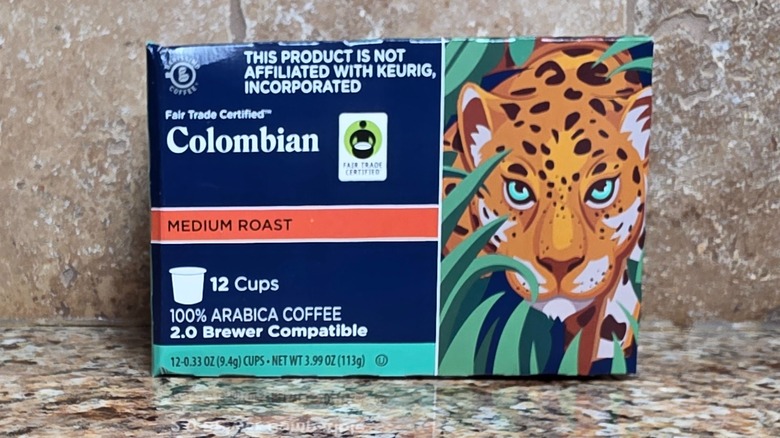 THIS PRODUCT IS NOT
AFFILIATED WITH KEURIG,
INCORPORATED
COFFEE
Fair Trade Certified™
Colombian
FAIR TRADE
CERTIFIED
MEDIUM ROAST
12 Cups
100% ARABICA COFFEE
2.0 Brewer Compatible
12-0.33 OZ (9.4g) CUPS • NET WT 3.99 OZ (113g) Ⓤ